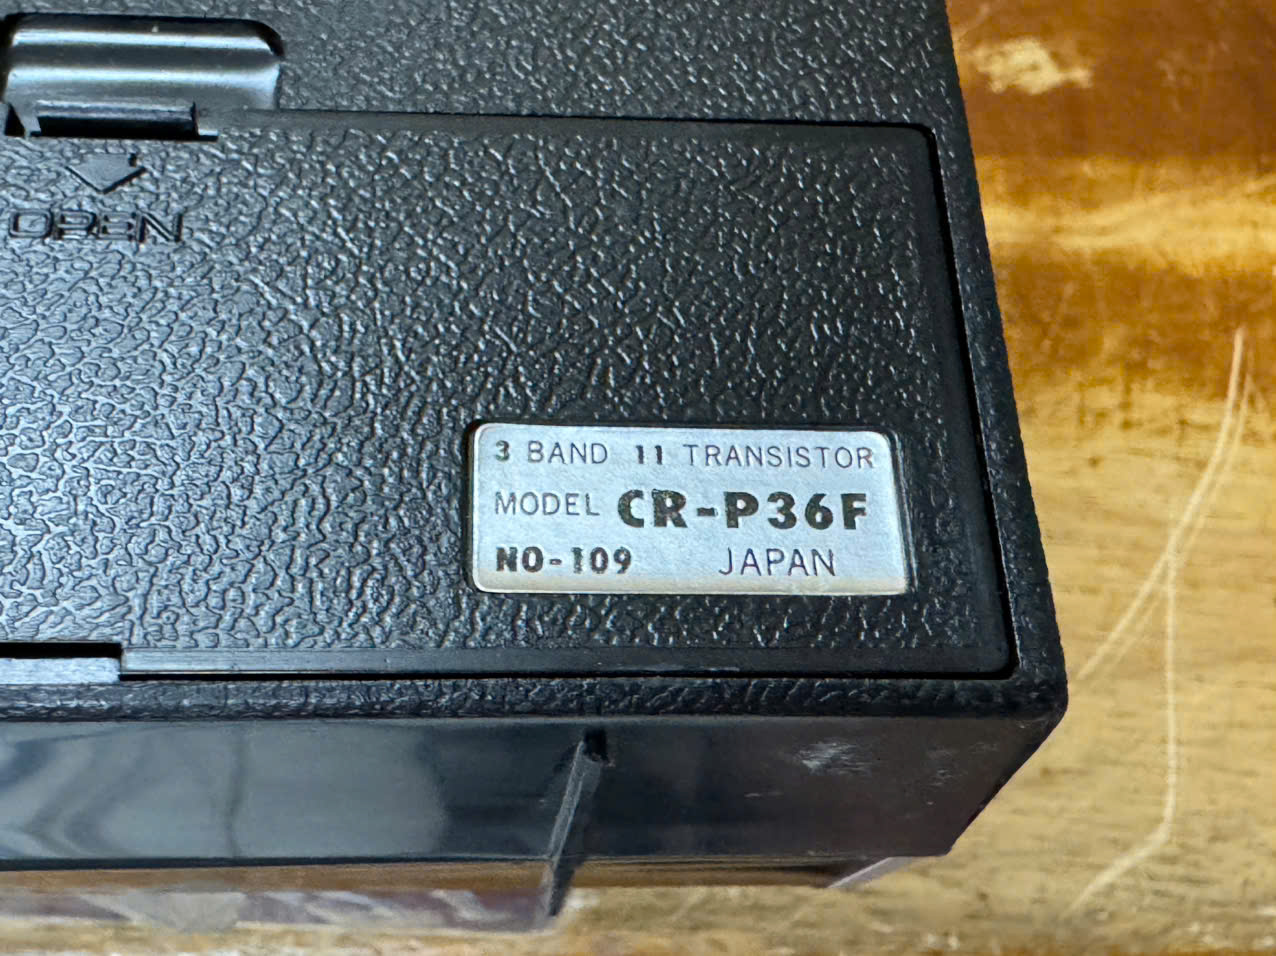 OPEN
3 BAND 11 TRANSISTOR
MODEL CR-P36F
NO-109 JAPAN